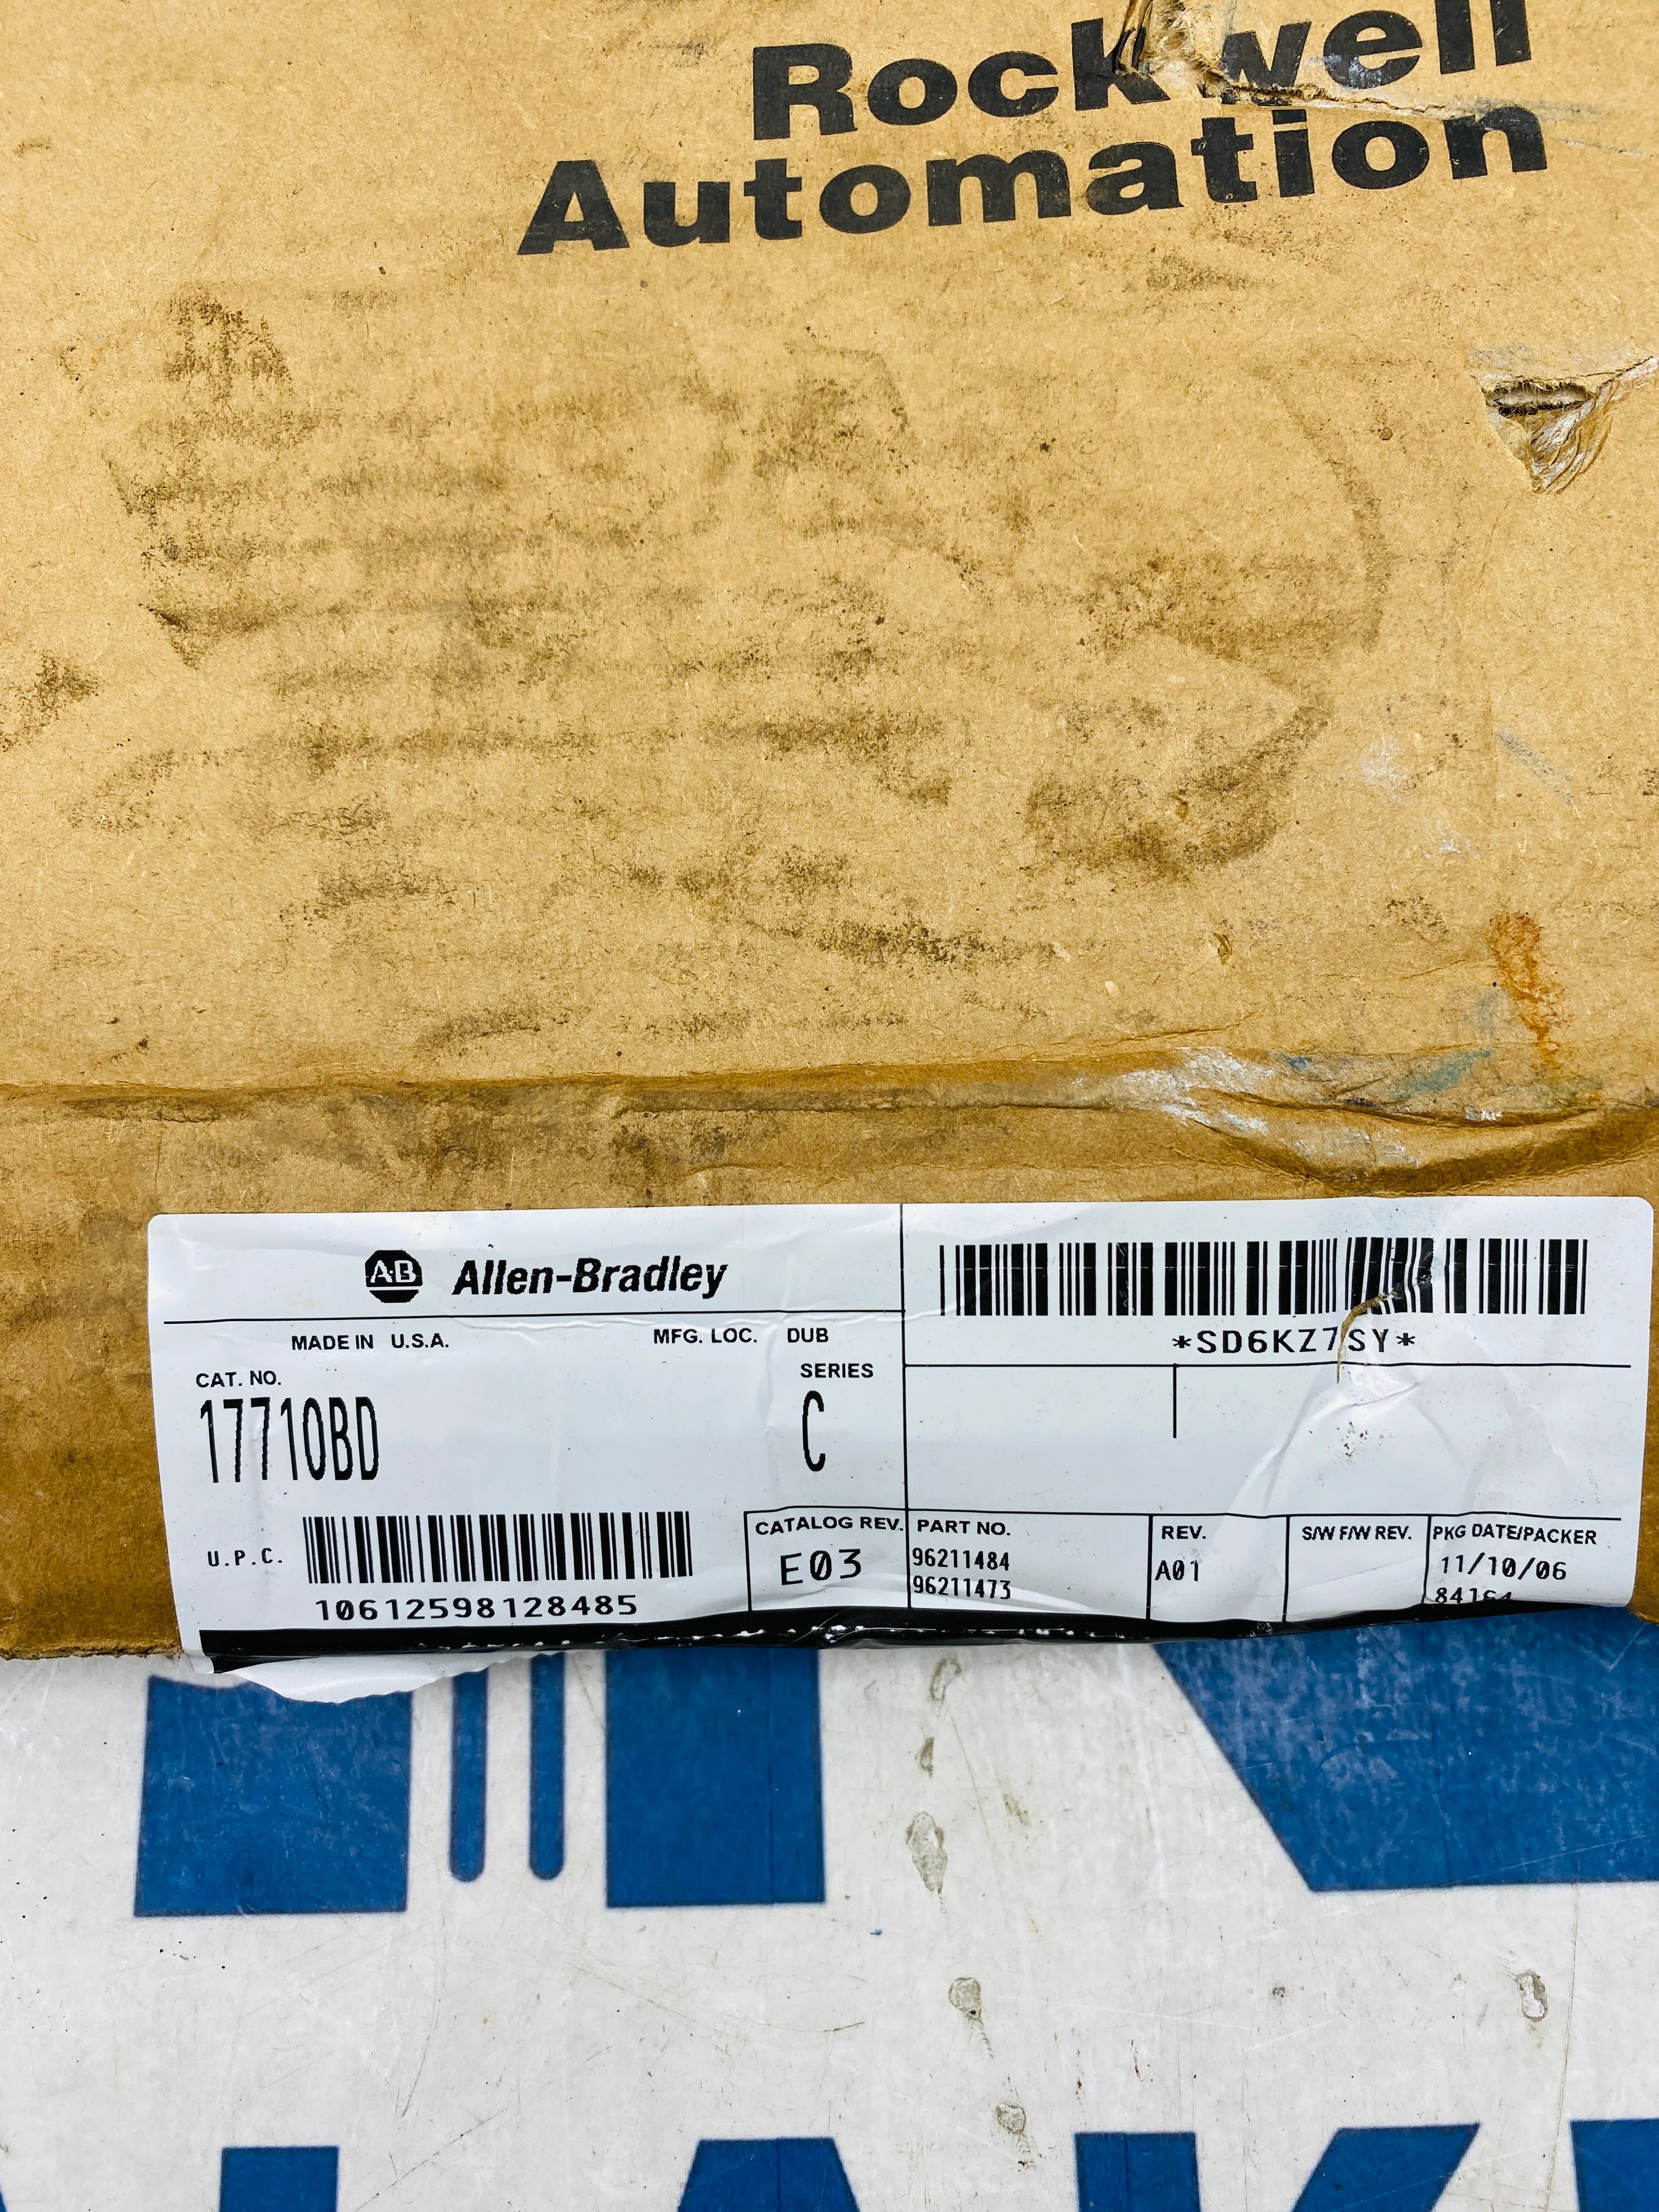 Rockwell
Automation
A-B Allen-Bradley
*SD6KZ7SY*
MADE IN U.S.A. MFG. LOC. DUB
CAT. NO. SERIES
1771OBD C
U.P.C.
10612598128485
CATALOG REV.
E03
PART NO.
96211484
96211473
REV.
A01
S/W F/W REV.
PKG DATE/PACKER
11/10/06